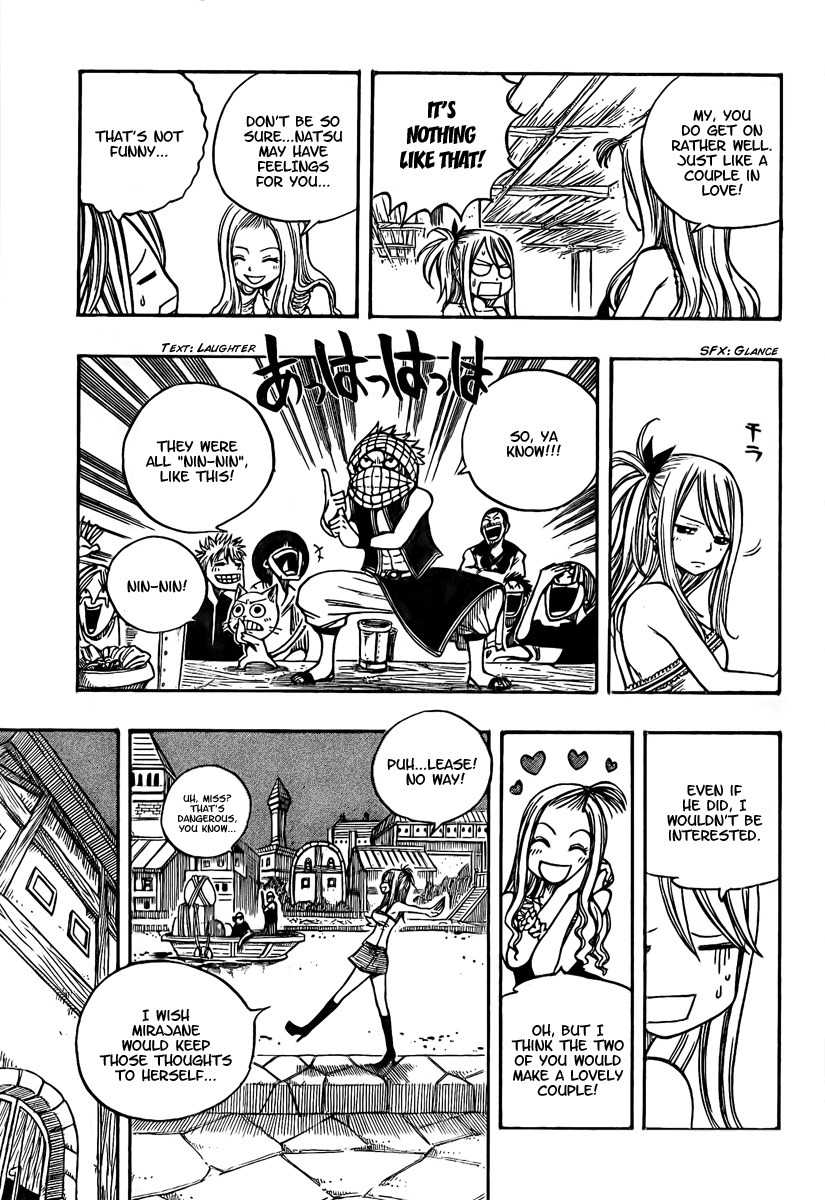 MY, YOU
DO GET ON
RATHER WELL.
JUST LIKE A
COUPLE IN
LOVE!
IT'S
NOTHING
LIKE THAT!
DON'T BE SO
SURE...NATSU
MAY HAVE
FEELINGS
FOR YOU...
THAT'S NOT
FUNNY...
SFX: GLANCE
チラ
TEXT: LAUGHTER
あっはっはっは
SO, YA
KNOW!!!
THEY WERE
ALL "NIN-NIN",
LIKE THIS!
NIN-NIN!
EVEN IF
HE DID, I
WOULDN'T BE
INTERESTED.
OH, BUT I
THINK THE TWO
OF YOU WOULD
MAKE A LOVELY
COUPLE!
PUH...LEASE!
NO WAY!
UH, MISS?
THAT'S
DANGEROUS,
YOU KNOW...
I WISH
MIRAJANE
WOULD KEEP
THOSE THOUGHTS
TO HERSELF...